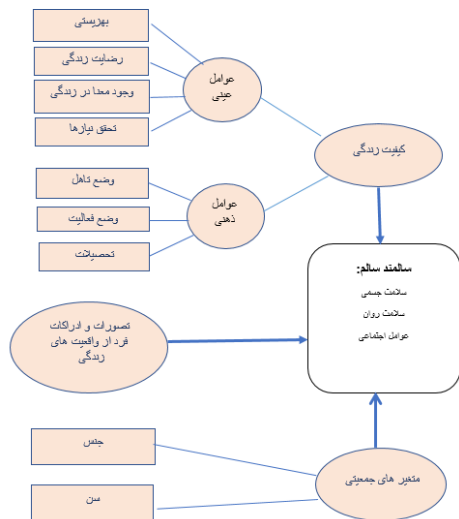 بهزیستی
رضایت زندگی
وجود معنا در زندگی
تحقق نیازها
عوامل
عینی
کیفیت زندگی
وضع تاهل
وضع فعالیت
تحصیلات
عوامل
ذهنی
سالمند سالم:
سلامت جسمی
سلامت روان
عوامل اجتماعی
تصورات و ادراکات
فرد از واقعیت های
زندگی
جنس
سن
متغیر های جمعیتی